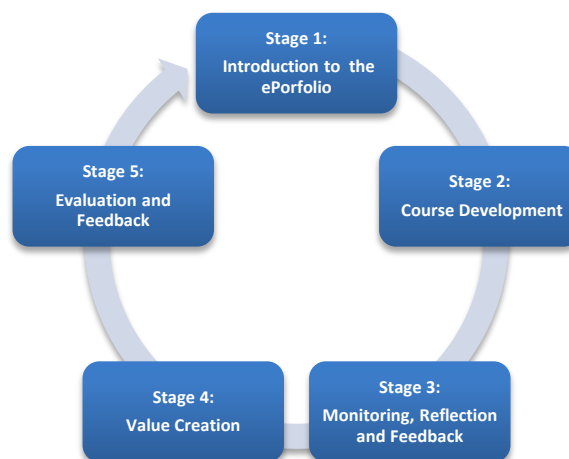 Stage 1:
Introduction to the
ePorfolio
Stage 2:
Course Development
Stage 3:
Monitoring, Reflection
and Feedback
Stage 4:
Value Creation
Stage 5:
Evaluation and
Feedback